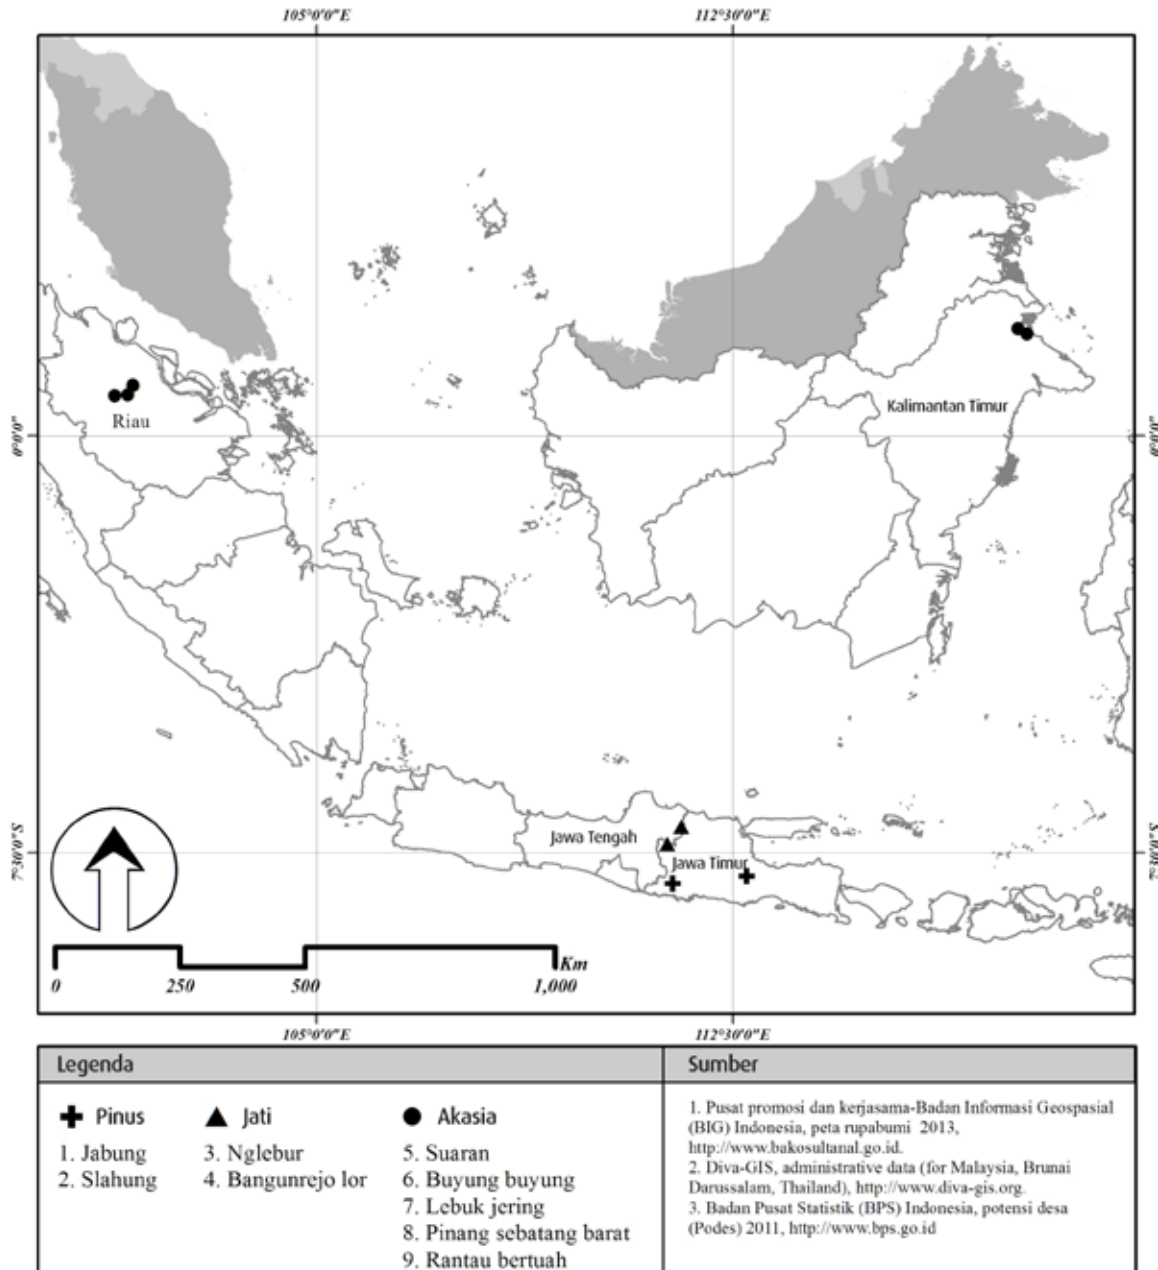 105°0'0"E 112°30'0"E
Kalimantan Timur
Riau
0°0'0" 0°0'0"
Jawa Tengah
Jawa Timur
7°30'0"S 7°30'0"S
Km
0 250 500 1,000
105°0'0"E 112°30'0"E
Legenda
Pinus
1. Jabung
2. Slahung
Jati
3. Nglebur
4. Bangunrejo lor
Akasia
5. Suaran
6. Buyung buyung
7. Lebuk jering
8. Pinang sebatang barat
9. Rantau bertuah
Sumber
1. Pusat promosi dan kerjasama-Badan Informasi Geospasial
(BIG) Indonesia, peta rupabumi 2013,
http://www.bakosultanal.go.id.
2. Diva-GIS, administrative data (for Malaysia, Brunai
Darussalam, Thailand), http://www.diva-gis.org.
3. Badan Pusat Statistik (BPS) Indonesia, potensi desa
(Podes) 2011, http://www.bps.go.id